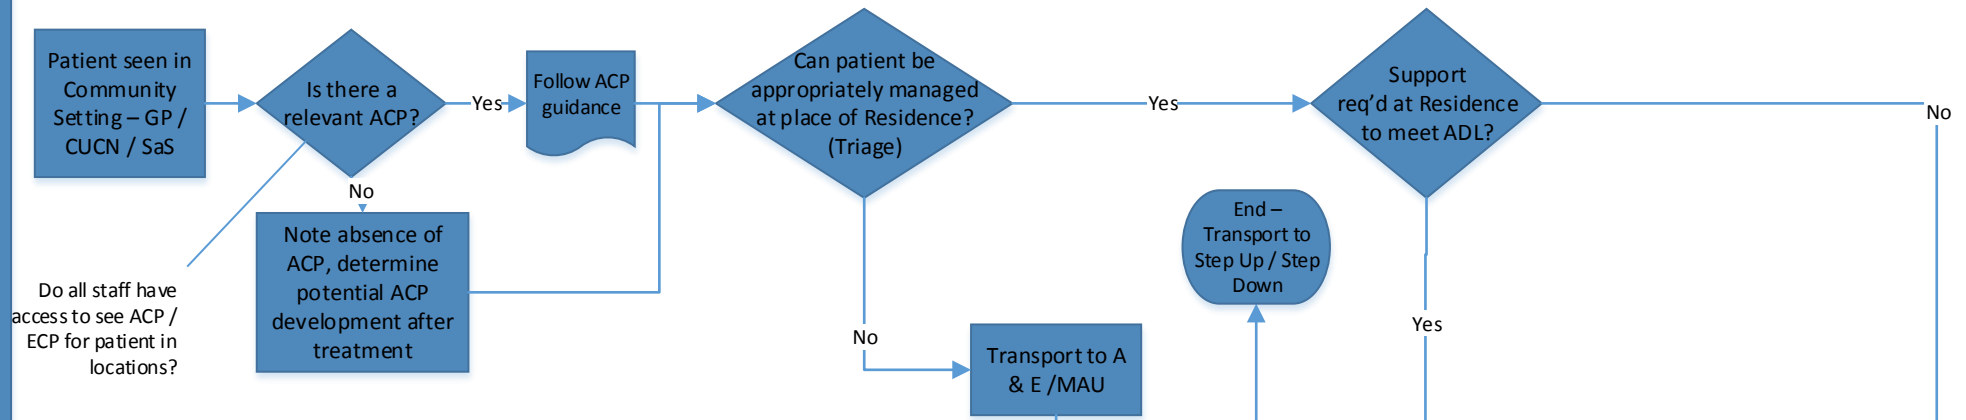 Patient seen in
Community
Setting – GP /
CUCN / SaS
Is there a
relevant ACP?
Yes
Follow ACP
guidance
Can patient be
appropriately managed
at place of Residence?
(Triage)
Yes
Support
req'd at Residence
to meet ADL?
No
No
Note absence of
ACP, determine
potential ACP
development after
treatment
Do all staff have
access to see ACP /
ECP for patient in
locations?
No
Transport to A
& E /MAU
End –
Transport to
Step Up / Step
Down
Yes